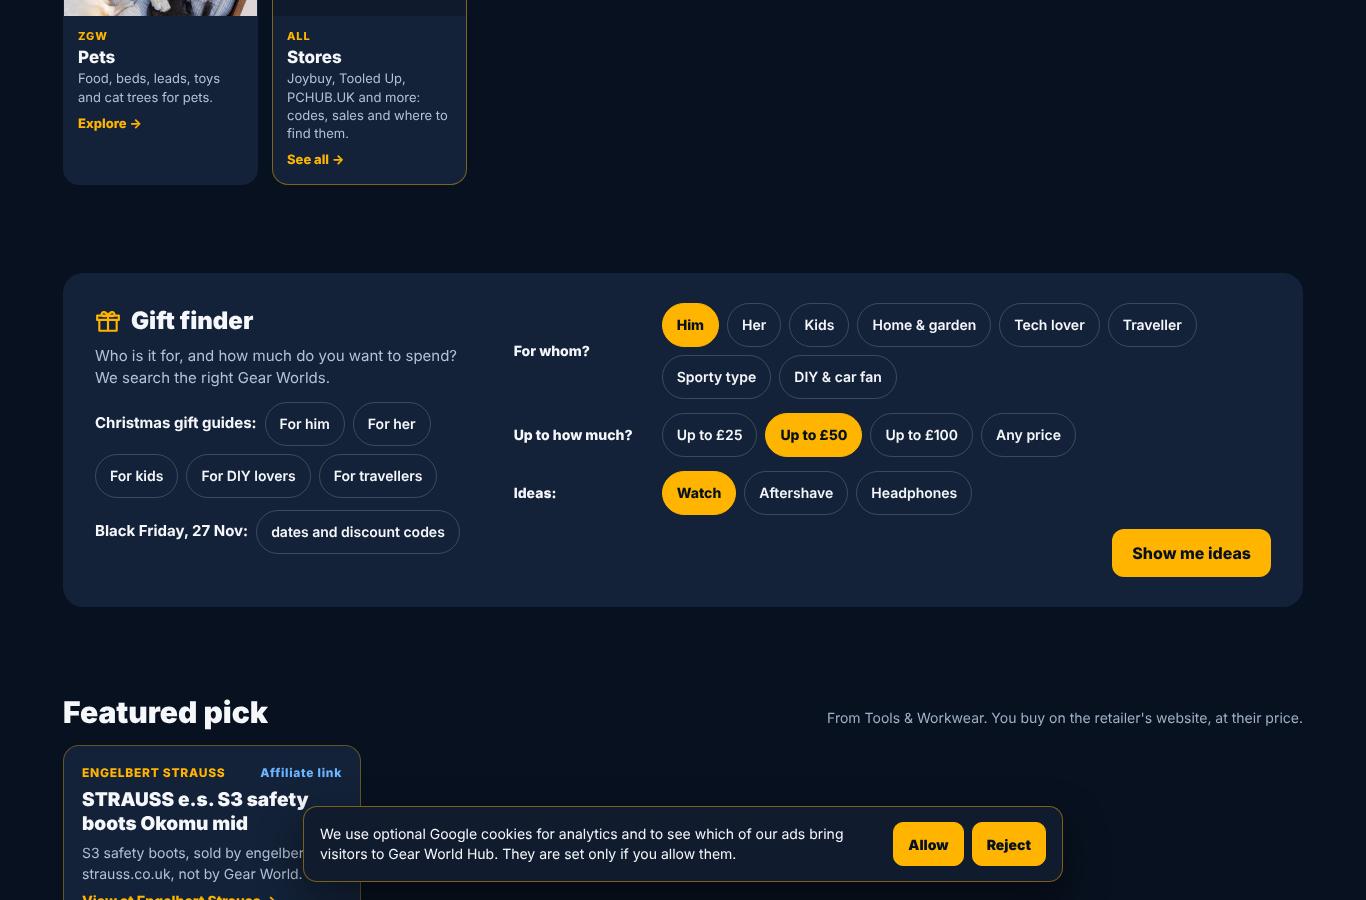 ZGW
Pets
Food, beds, leads, toys
and cat trees for pets.
Explore →
ALL
Stores
Joybuy, Tooled Up,
PCHUB.UK and more:
codes, sales and where to
find them.
See all →
Gift finder
Who is it for, and how much do you want to spend?
We search the right Gear Worlds.
Christmas gift guides: For him For her
For kids For DIY lovers For travellers
Black Friday, 27 Nov: dates and discount codes
For whom?
Him Her Kids Home & garden Tech lover Traveller
Sporty type DIY & car fan
Up to how much? Up to £25 Up to £50 Up to £100 Any price
Ideas: Watch Aftershave Headphones
Show me ideas
Featured pick
From Tools & Workwear. You buy on the retailer's website, at their price.
ENGELBERT STRAUSS Affiliate link
STRAUSS e.s. S3 safety
boots Okomu mid
S3 safety boots, sold by engelber
strauss.co.uk, not by Gear World.
View at Engelbert Strauss →
We use optional Google cookies for analytics and to see which of our ads bring
visitors to Gear World Hub. They are set only if you allow them.
Allow Reject